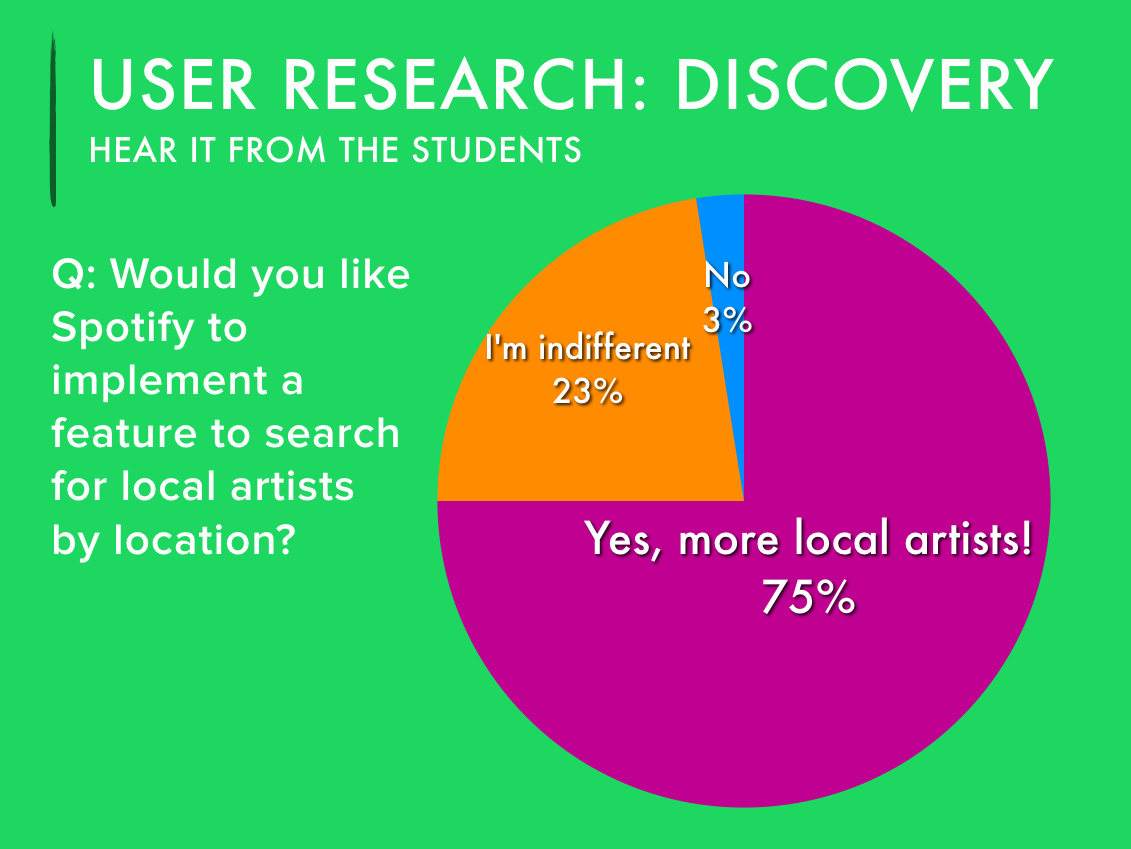 USER RESEARCH: DISCOVERY
HEAR IT FROM THE STUDENTS
Q: Would you like
Spotify to
implement a
feature to search
for local artists
by location?
No
3%
I'm indifferent
23%
Yes, more local artists!
75%